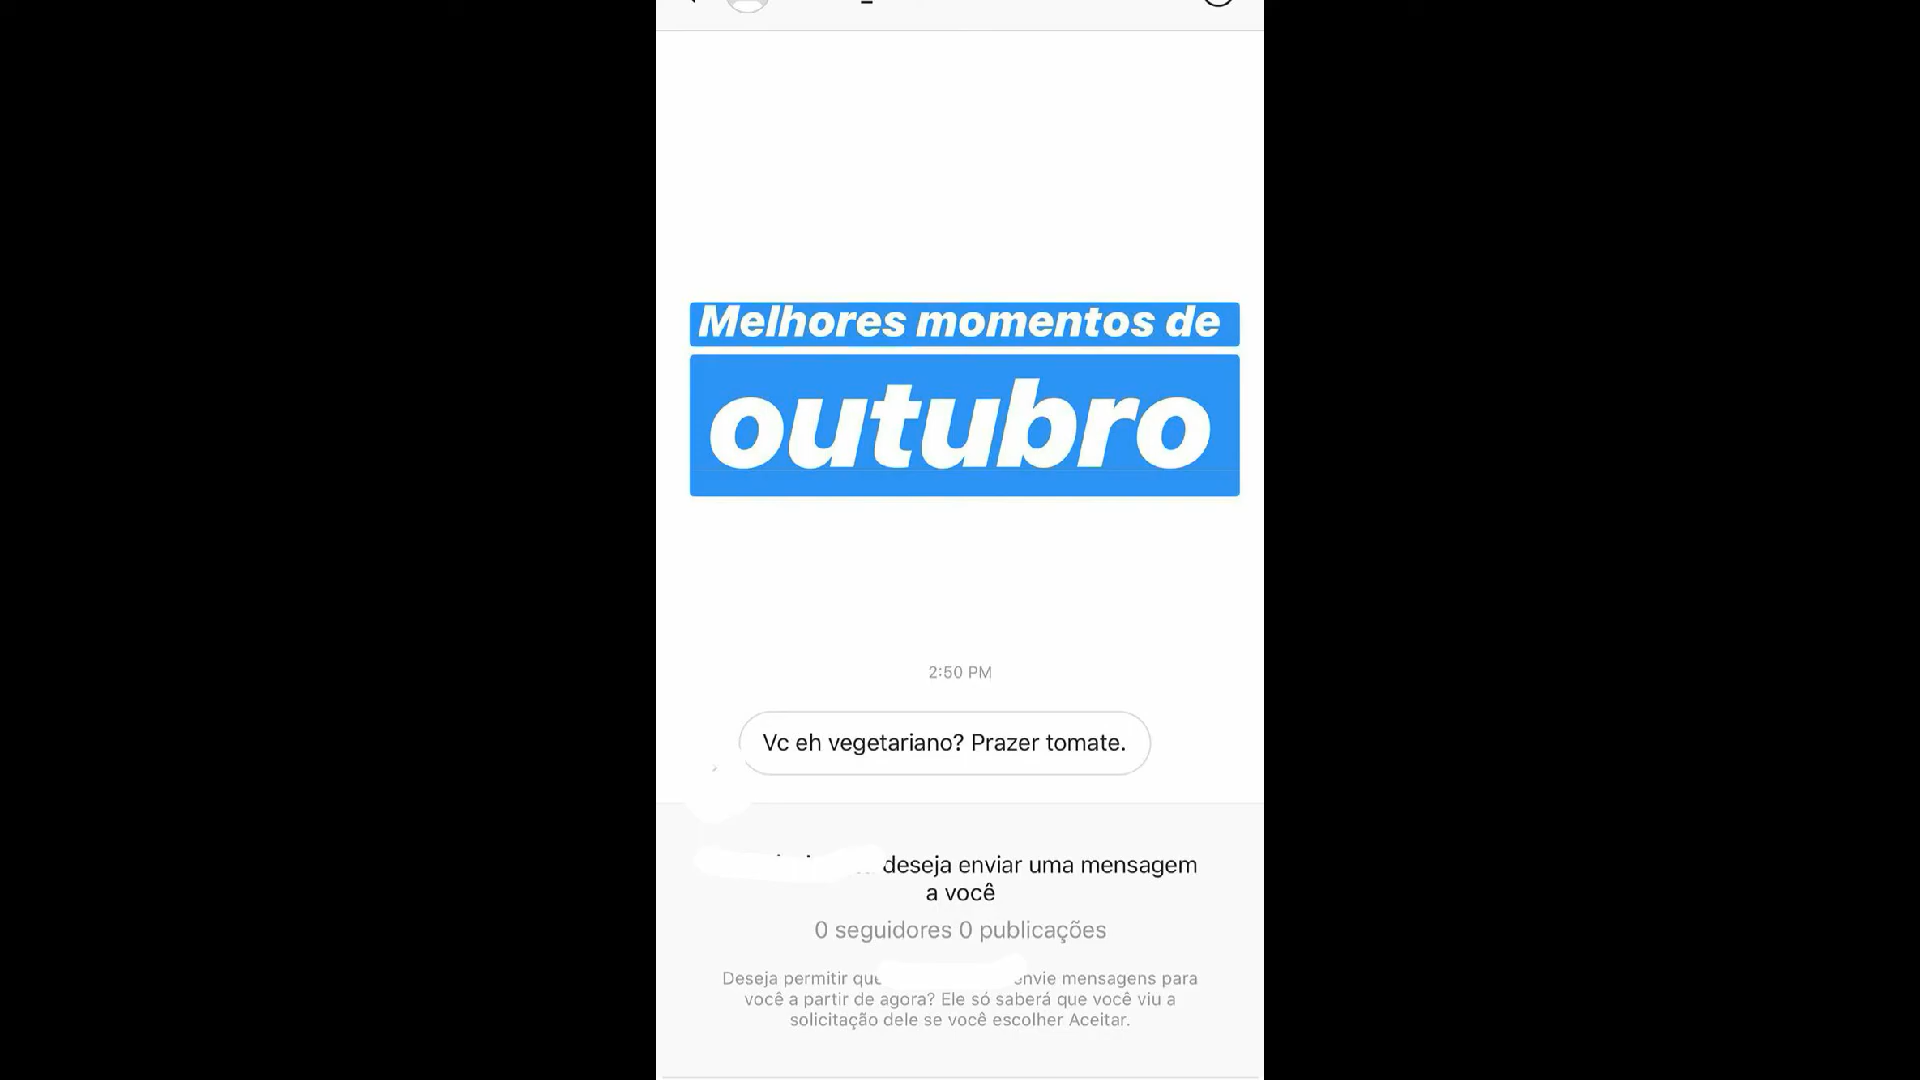 Melhores momentos de
outubro
2:50 PM
Vc eh vegetariano? Prazer tomate.
deseja enviar uma mensagem
a você
0 seguidores 0 publicações
Deseja permitir que envie mensagens para
você a partir de agora? Ele só saberá que você viu a
solicitação dele se você escolher Aceitar.